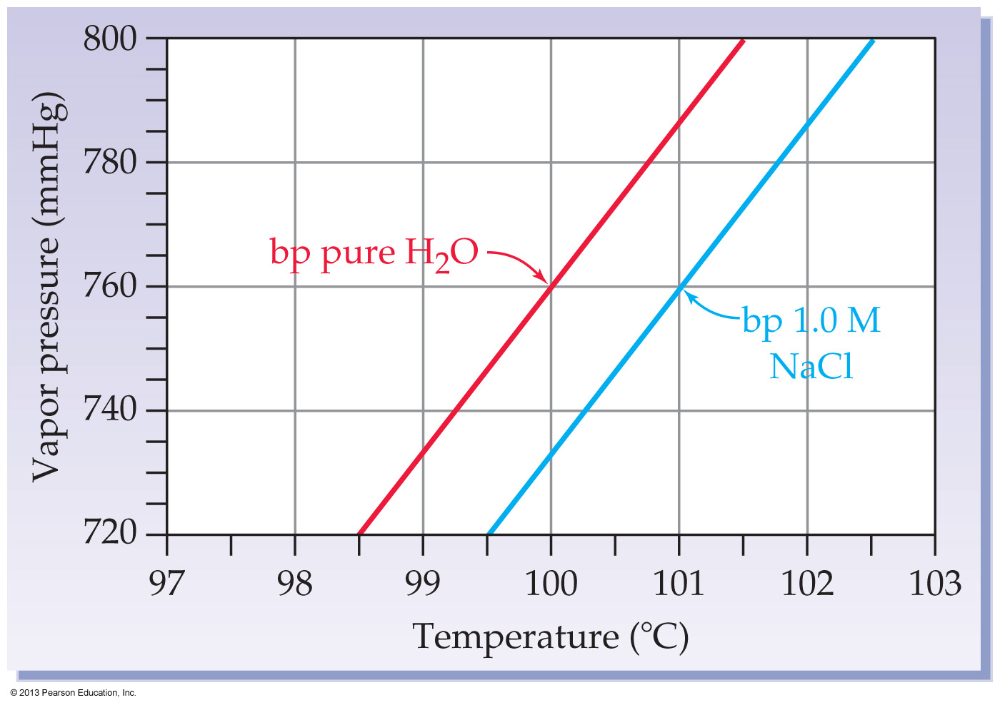 800
780
760
740
720
Vapor pressure (mmHg)
bp pure H₂O
bp 1.0 M
NaCl
97 98 99 100 101 102 103
Temperature (°C)
© 2013 Pearson Education, Inc.